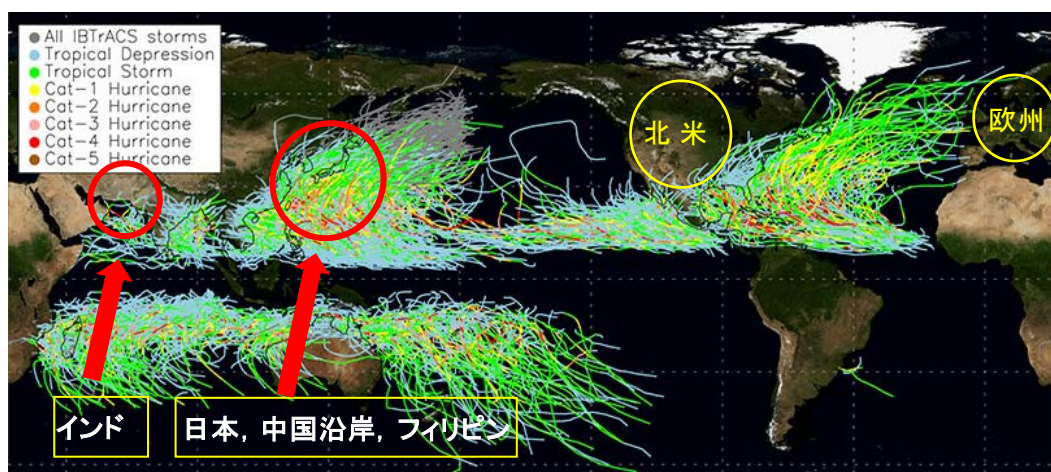 All IBTrACS storms
Tropical Depression
Tropical Storm
Cat-1 Hurricane
Cat-2 Hurricane
Cat-3 Hurricane
Cat-4 Hurricane
Cat-5 Hurricane
北 米
欧州
インド
日本，中国沿岸，フィリピン